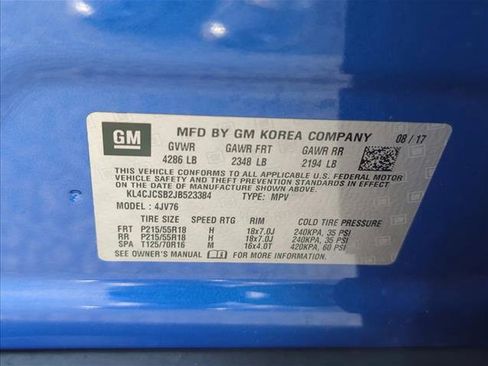 GM
MFD BY GM KOREA COMPANY 08 / 17
GVWR GAWR FRT GAWR RR
4286 LB 2348 LB 2194 LB
THIS VEHICLE CONFORMS TO ALL APPLICABLE U.S. FEDERAL MOTOR
VEHICLE SAFETY, BUMPER, AND THEFT PREVENTION STANDARDS
IN EFFECT ON THE DATE OF MANUFACTURE SHOWN ABOVE.
KL4CJCSB2JB523384 TYPE: MPV
MODEL : 4JV76
TIRE SIZE SPEED RTG RIM COLD TIRE PRESSURE
FRT P215/55R18 H 18x7.0J 240KPA, 35 PSI
RR P215/55R18 H 18x7.0J 240KPA, 35 PSI
SPA T125/70R16 M 16x4.0T 420KPA, 60 PSI
SEE OWNER'S MANUAL FOR MORE INFORMATION.